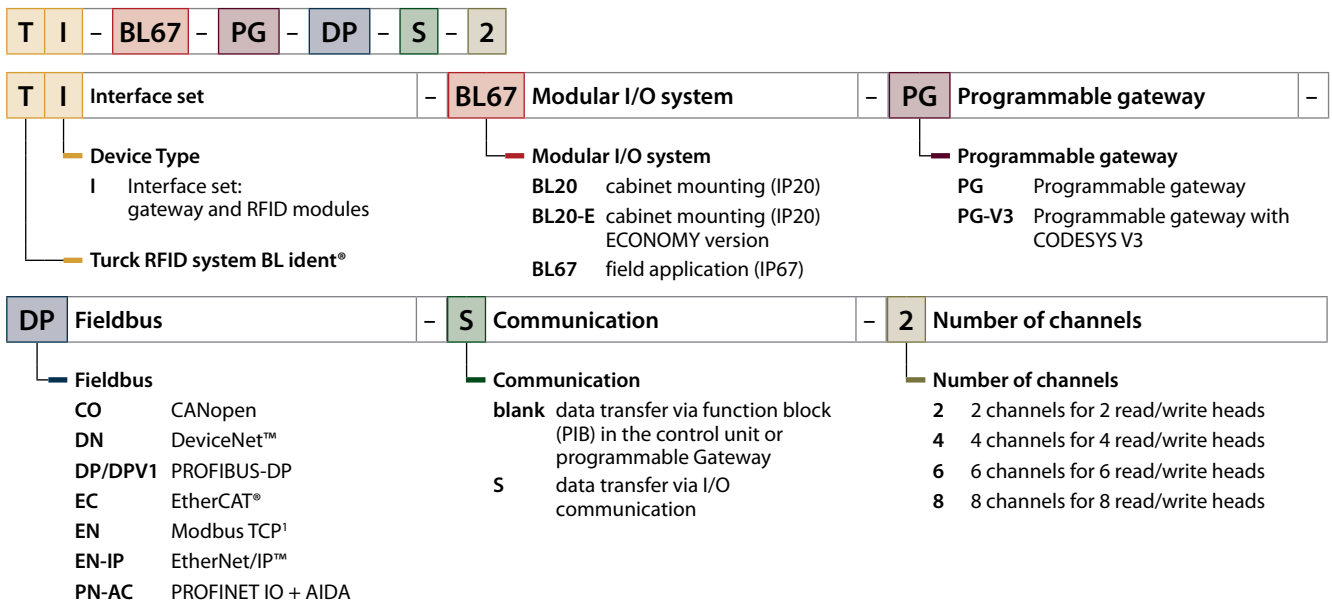 T I – BL67 – PG – DP – S – 2
T I Interface set – BL67 Modular I/O system – PG Programmable gateway –
Device Type
I Interface set:
gateway and RFID modules
Turck RFID system BL ident®
Modular I/O system
BL20 cabinet mounting (IP20)
BL20-E cabinet mounting (IP20)
ECONOMY version
BL67 field application (IP67)
Programmable gateway
PG Programmable gateway
PG-V3 Programmable gateway with
CODESYS V3
DP Fieldbus – S Communication – 2 Number of channels
Fieldbus
CO CANopen
DN DeviceNet™
DP/DPV1 PROFIBUS-DP
EC EtherCAT®
EN Modbus TCP¹
EN-IP EtherNet/IP™
PN-AC PROFINET IO + AIDA
Communication
blank data transfer via function block
(PIB) in the control unit or
programmable Gateway
S data transfer via I/O
communication
Number of channels
2 2 channels for 2 read/write heads
4 4 channels for 4 read/write heads
6 6 channels for 6 read/write heads
8 8 channels for 8 read/write heads